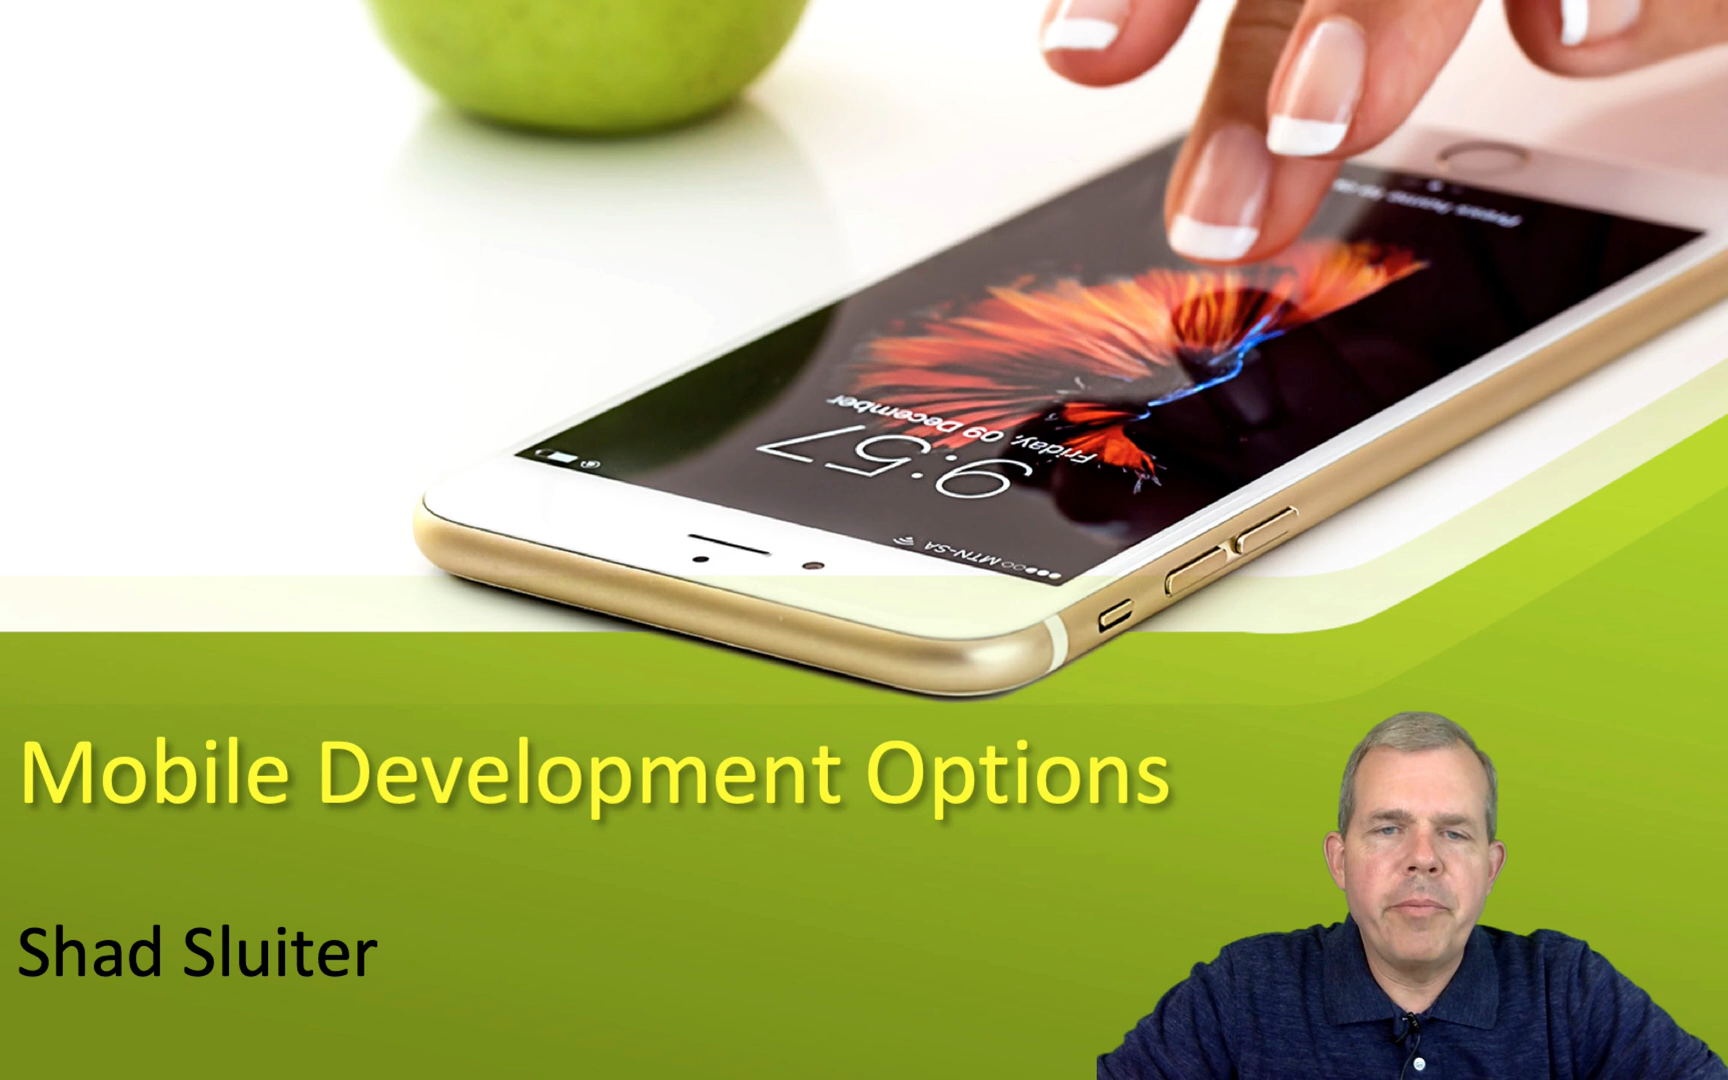 9:57
Friday, 09 December
MTN-SA
Mobile Development Options
Shad Sluiter